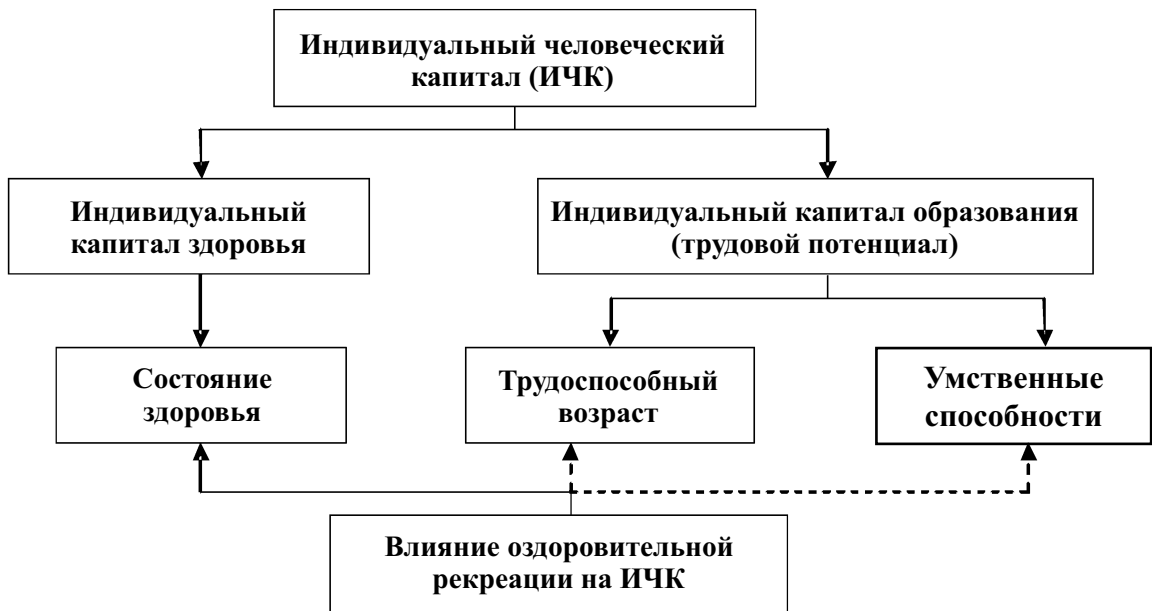 Индивидуальный человеческий
капитал (ИЧК)
Индивидуальный
капитал здоровья
Индивидуальный капитал образования
(трудовой потенциал)
Состояние
здоровья
Трудоспособный
возраст
Умственные
способности
Влияние оздоровительной
рекреации на ИЧК